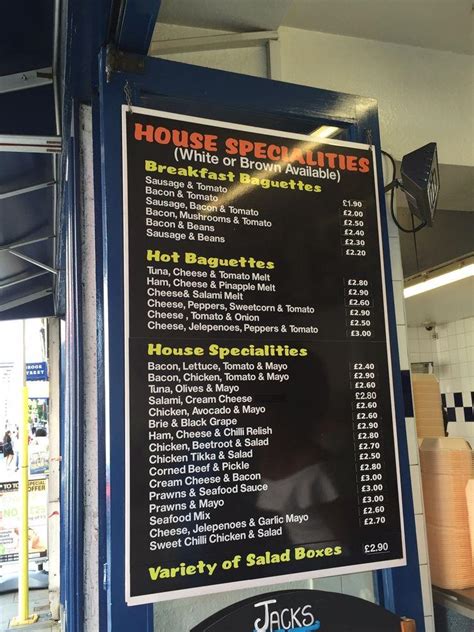 HOUSE SPECIALITIES
(White or Brown Available)
Breakfast Baguettes
Sausage & Tomato £1.90
Bacon & Tomato £2.00
Sausage, Bacon & Tomato £2.50
Bacon, Mushrooms & Tomato £2.40
Bacon & Beans £2.30
Sausage & Beans £2.20
Hot Baguettes
Tuna, Cheese & Tomato Melt £2.80
Ham, Cheese & Pinapple Melt £2.90
Cheese& Salami Melt £2.60
Cheese, Peppers, Sweetcorn & Tomato £2.90
Cheese , Tomato & Onion £2.50
Cheese, Jelepenoes, Peppers & Tomato £3.00
House Specialities
Bacon, Lettuce, Tomato & Mayo £2.40
Bacon, Chicken, Tomato & Mayo £2.90
Tuna, Olives & Mayo £2.60
Salami, Cream Cheese £2.80
Chicken, Avocado & Mayo £2.60
Brie & Black Grape £2.60
Ham, Cheese & Chilli Relish £2.60
Chicken, Beetroot & Salad £2.70
Chicken Tikka & Salad £2.80
Corned Beef & Pickle £2.60
Cream Cheese & Bacon £2.80
Prawns & Seafood Sauce £3.00
Prawns & Mayo £3.00
Seafood Mix £3.00
Cheese, Jelepenoes & Garlic Mayo £2.60
Sweet Chilli Chicken & Salad £2.70
Variety of Salad Boxes £2.90
JACKS
SPECIAL
OFFER